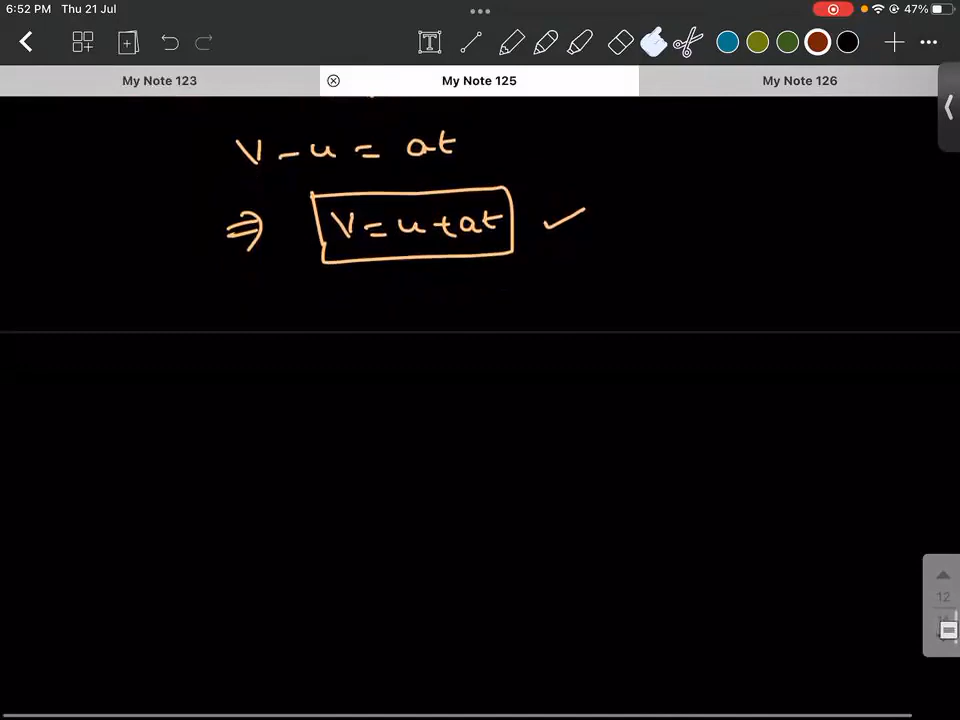 6:52 PM Thu 21 Jul 47%
My Note 123 My Note 125 My Note 126
V - u = at
⇒ V = u + at ✓
12